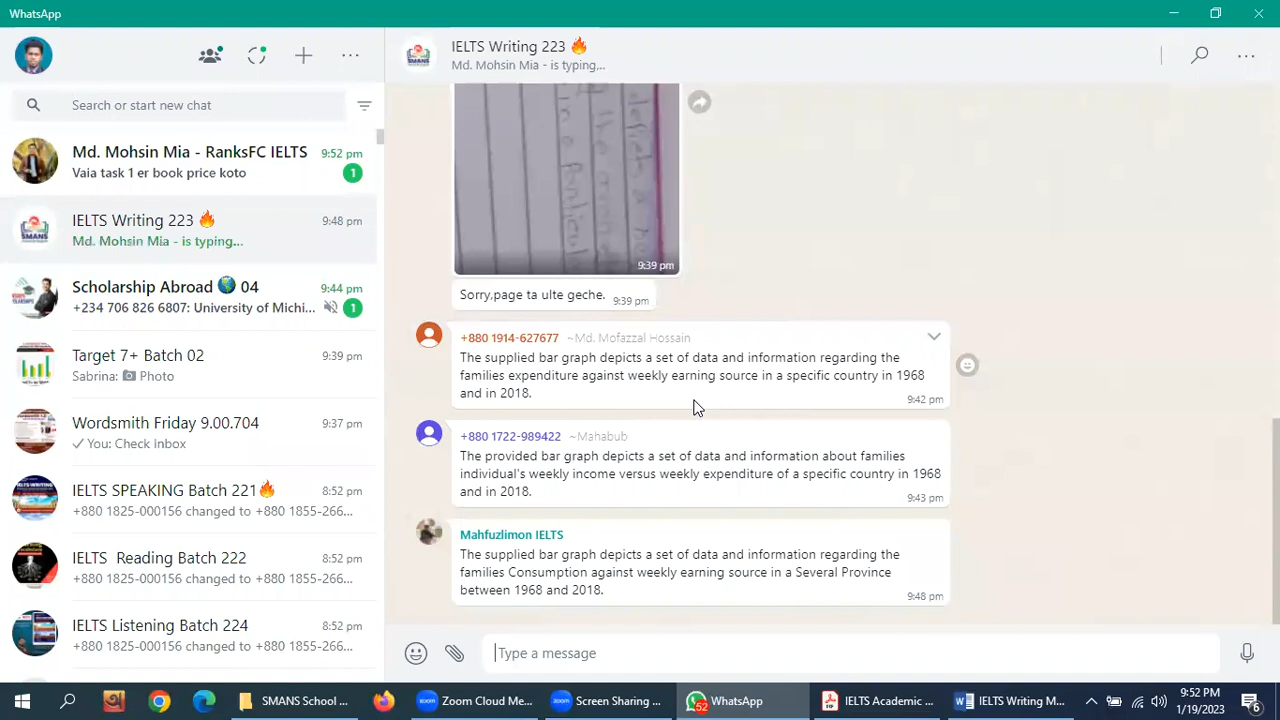 WhatsApp
Search or start new chat
Md. Mohsin Mia - RanksFC IELTS 9:52 pm
Vaia task 1 er book price koto 1
IELTS Writing 223 🔥 9:48 pm
Md. Mohsin Mia - is typing...
Scholarship Abroad 🌎 04 9:44 pm
+234 706 826 6807: University of Michi... 1
Target 7+ Batch 02 9:39 pm
Sabrina: Photo
Wordsmith Friday 9.00.704 9:37 pm
You: Check Inbox
IELTS SPEAKING Batch 221🔥 8:52 pm
+880 1825-000156 changed to +880 1855-266...
IELTS Reading Batch 222 8:52 pm
+880 1825-000156 changed to +880 1855-266...
IELTS Listening Batch 224 8:52 pm
+880 1825-000156 changed to +880 1855-266...
IELTS Writing 223 🔥
Md. Mohsin Mia - is typing...
9:39 pm
Sorry,page ta ulte geche. 9:39 pm
+880 1914-627677 ~Md. Mofazzal Hossain
The supplied bar graph depicts a set of data and information regarding the
families expenditure against weekly earning source in a specific country in 1968
and in 2018. 9:42 pm
+880 1722-989422 ~Mahabub
The provided bar graph depicts a set of data and information about families
individual's weekly income versus weekly expenditure of a specific country in 1968
and in 2018. 9:43 pm
Mahfuzlimon IELTS
The supplied bar graph depicts a set of data and information regarding the
families Consumption against weekly earning source in a Several Province
between 1968 and 2018. 9:48 pm
Type a message
SMANS School ...
Zoom Cloud Me...
Screen Sharing ...
52 WhatsApp
IELTS Academic ...
IELTS Writing M...
9:52 PM
1/19/2023
6